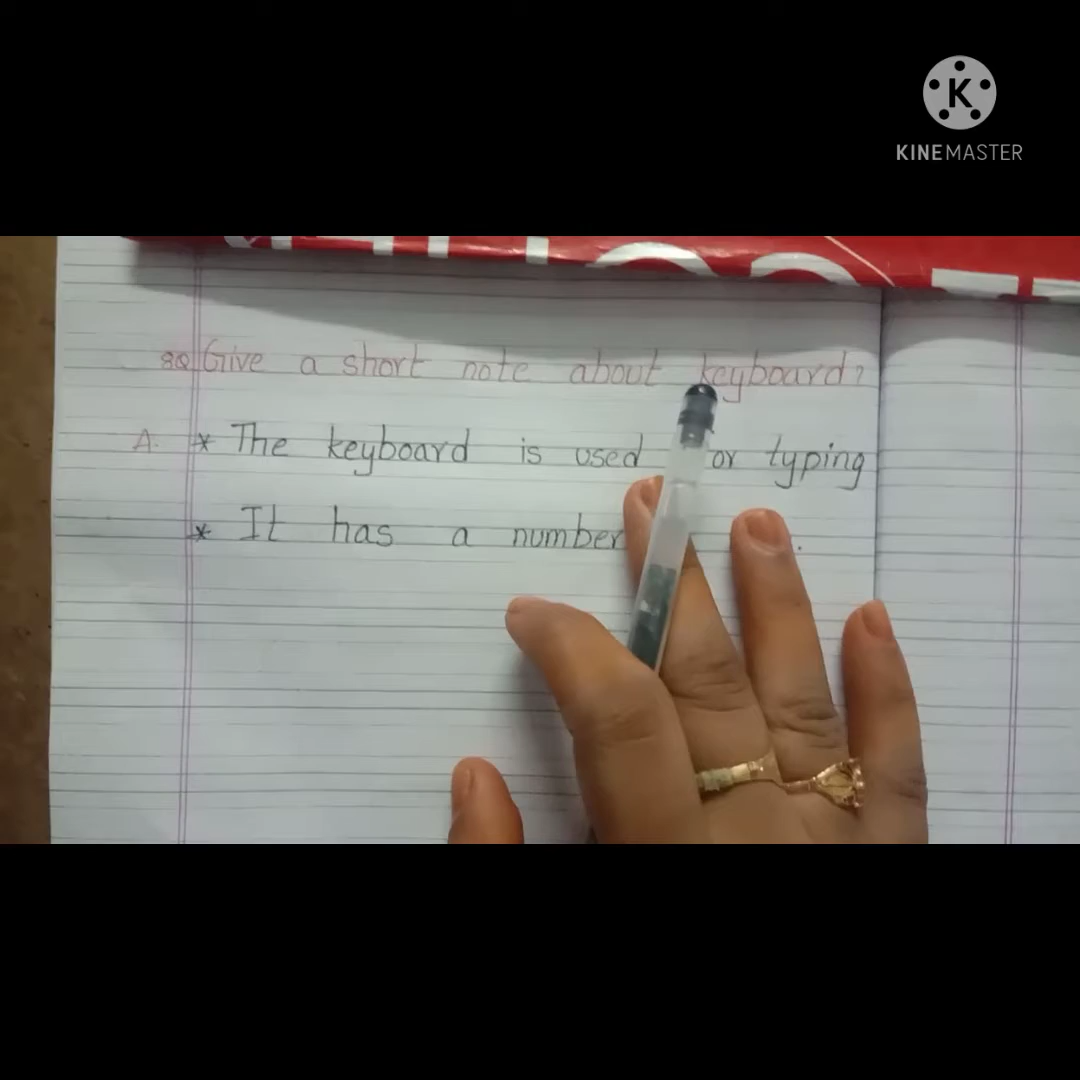 KINEMASTER
8Q Give a short note about keyboard?
A. * The keyboard is used or typing
* It has a number .